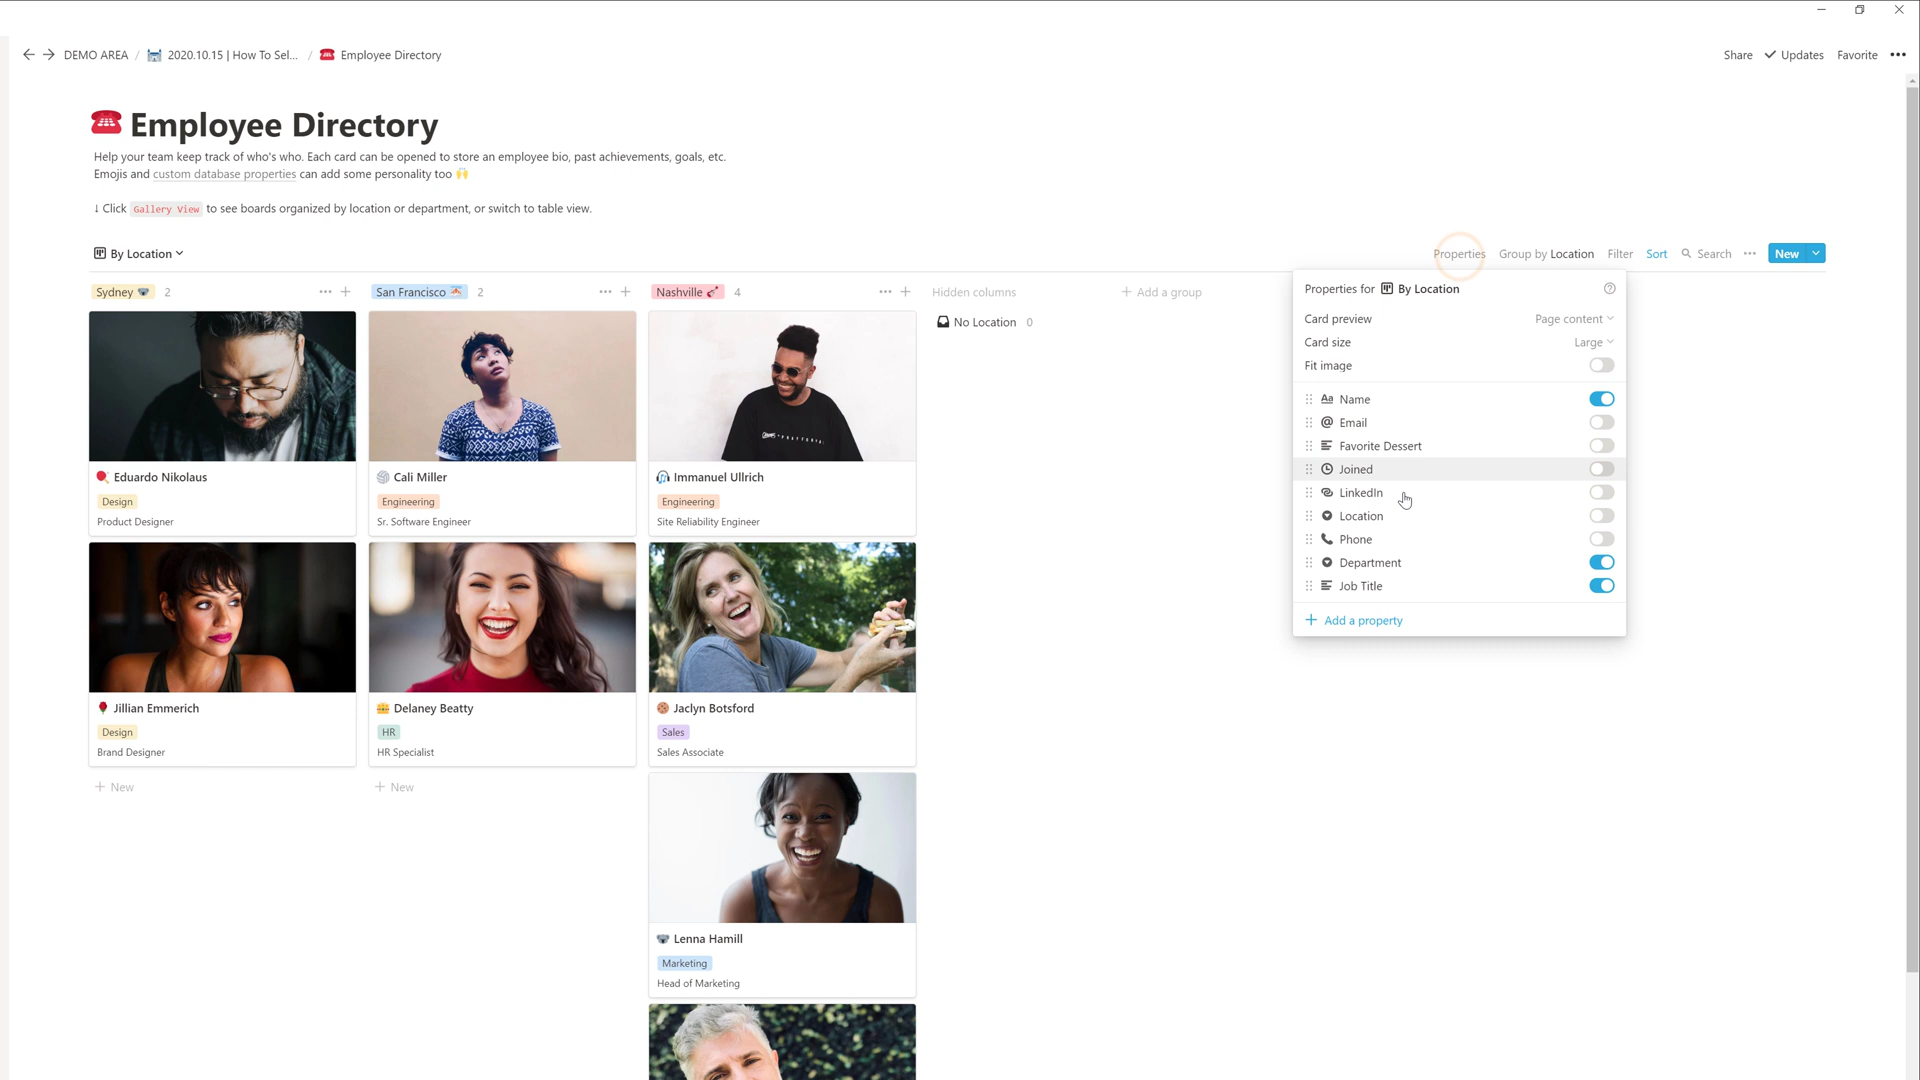 DEMO AREA / 2020.10.15 | How To Sel... / Employee Directory
Share Updates Favorite
Employee Directory
Help your team keep track of who's who. Each card can be opened to store an employee bio, past achievements, goals, etc.
Emojis and custom database properties can add some personality too
↓ Click Gallery View to see boards organized by location or department, or switch to table view.
By Location
Properties Group by Location Filter Sort Search ••• New
Sydney 2
San Francisco 2
Nashville 4
Hidden columns
+ Add a group
No Location 0
Eduardo Nikolaus
Design
Product Designer
Jillian Emmerich
Design
Brand Designer
+ New
Cali Miller
Engineering
Sr. Software Engineer
Delaney Beatty
HR
HR Specialist
+ New
Immanuel Ullrich
Engineering
Site Reliability Engineer
Jaclyn Botsford
Sales
Sales Associate
Lenna Hamill
Marketing
Head of Marketing
Properties for By Location
Card preview Page content
Card size Large
Fit image
Aa Name
@ Email
Favorite Dessert
Joined
LinkedIn
Location
Phone
Department
Job Title
+ Add a property